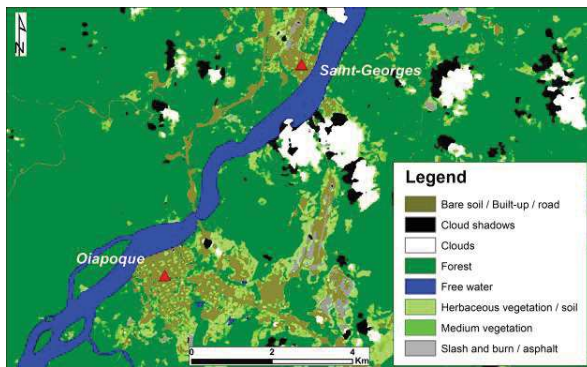 N
Saint-Georges
Oiapoque
Legend
Bare soil / Built-up / road
Cloud shadows
Clouds
Forest
Free water
Herbaceous vegetation / soil
Medium vegetation
Slash and burn / asphalt
0 2 4
Km